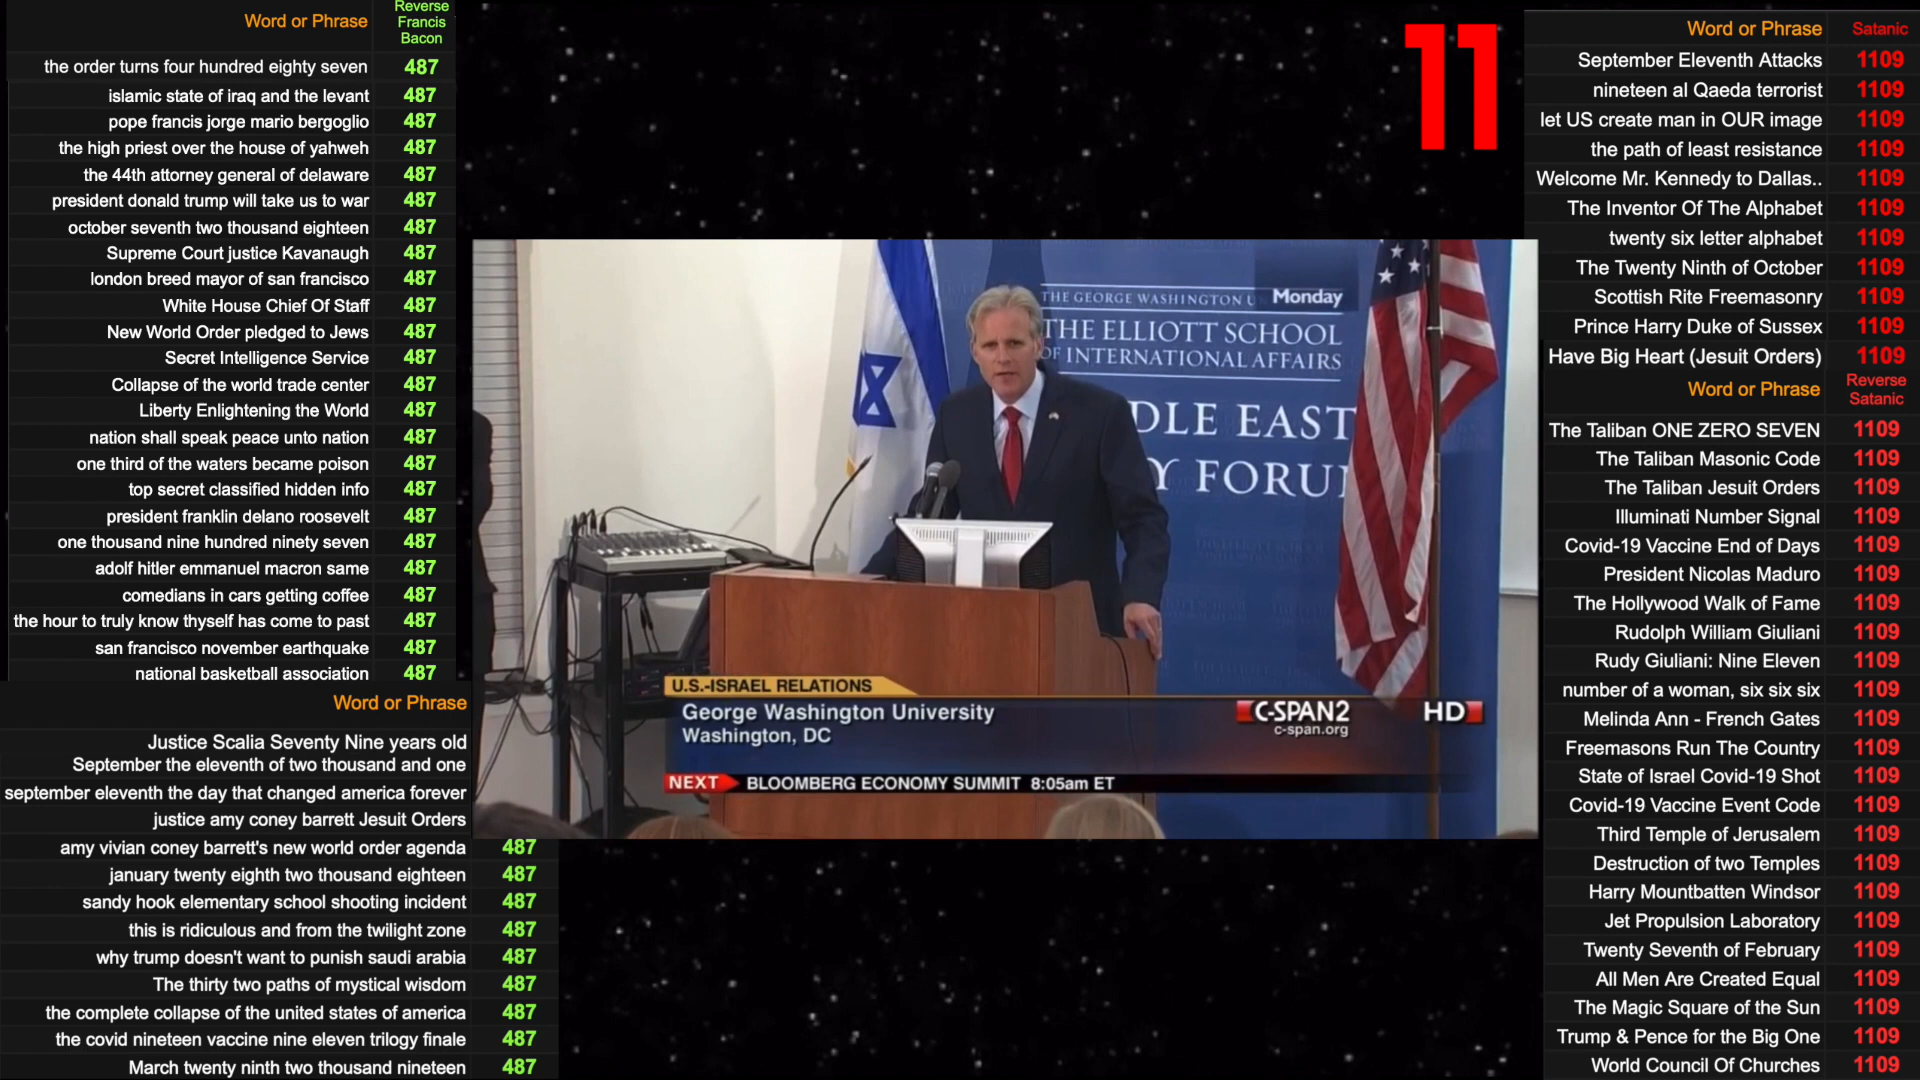 Word or Phrase
Reverse
Francis
Bacon
the order turns four hundred eighty seven 487
islamic state of iraq and the levant 487
pope francis jorge mario bergoglio 487
the high priest over the house of yahweh 487
the 44th attorney general of delaware 487
president donald trump will take us to war 487
october seventh two thousand eighteen 487
Supreme Court justice Kavanaugh 487
london breed mayor of san francisco 487
White House Chief Of Staff 487
New World Order pledged to Jews 487
Secret Intelligence Service 487
Collapse of the world trade center 487
Liberty Enlightening the World 487
nation shall speak peace unto nation 487
one third of the waters became poison 487
top secret classified hidden info 487
president franklin delano roosevelt 487
one thousand nine hundred ninety seven 487
adolf hitler emmanuel macron same 487
comedians in cars getting coffee 487
the hour to truly know thyself has come to past 487
san francisco november earthquake 487
national basketball association 487
Word or Phrase
Justice Scalia Seventy Nine years old
September the eleventh of two thousand and one
september eleventh the day that changed america forever
justice amy coney barrett Jesuit Orders
amy vivian coney barrett's new world order agenda 487
january twenty eighth two thousand eighteen 487
sandy hook elementary school shooting incident 487
this is ridiculous and from the twilight zone 487
why trump doesn't want to punish saudi arabia 487
The thirty two paths of mystical wisdom 487
the complete collapse of the united states of america 487
the covid nineteen vaccine nine eleven trilogy finale 487
March twenty ninth two thousand nineteen 487
11
THE GEORGE WASHINGTON U
Monday
THE ELLIOTT SCHOOL
OF INTERNATIONAL AFFAIRS
DLE EAST
Y FORU
U.S.-ISRAEL RELATIONS
George Washington University
Washington, DC
C-SPAN2
c-span.org
HD
NEXT BLOOMBERG ECONOMY SUMMIT 8:05am ET
Word or Phrase Satanic
September Eleventh Attacks 1109
nineteen al Qaeda terrorist 1109
let US create man in OUR image 1109
the path of least resistance 1109
Welcome Mr. Kennedy to Dallas.. 1109
The Inventor Of The Alphabet 1109
twenty six letter alphabet 1109
The Twenty Ninth of October 1109
Scottish Rite Freemasonry 1109
Prince Harry Duke of Sussex 1109
Have Big Heart (Jesuit Orders) 1109
Word or Phrase
Reverse
Satanic
The Taliban ONE ZERO SEVEN 1109
The Taliban Masonic Code 1109
The Taliban Jesuit Orders 1109
Illuminati Number Signal 1109
Covid-19 Vaccine End of Days 1109
President Nicolas Maduro 1109
The Hollywood Walk of Fame 1109
Rudolph William Giuliani 1109
Rudy Giuliani: Nine Eleven 1109
number of a woman, six six six 1109
Melinda Ann - French Gates 1109
Freemasons Run The Country 1109
State of Israel Covid-19 Shot 1109
Covid-19 Vaccine Event Code 1109
Third Temple of Jerusalem 1109
Destruction of two Temples 1109
Harry Mountbatten Windsor 1109
Jet Propulsion Laboratory 1109
Twenty Seventh of February 1109
All Men Are Created Equal 1109
The Magic Square of the Sun 1109
Trump & Pence for the Big One 1109
World Council Of Churches 1109